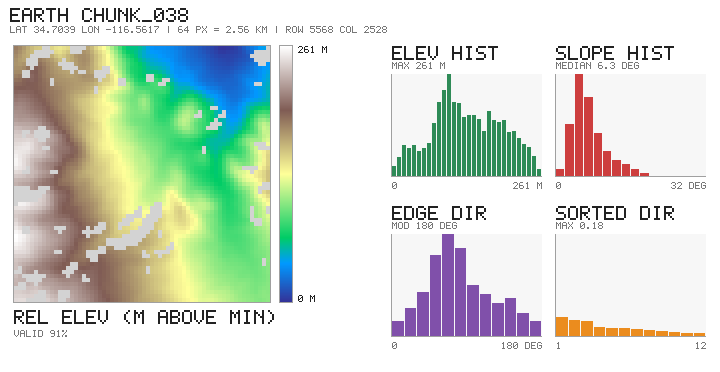 EARTH CHUNK_038
LAT 34.7039 LON -116.5617 | 64 PX = 2.56 KM | ROW 5568 COL 2528
261 M
0 M
REL ELEV (M ABOVE MIN)
VALID 91%
ELEV HIST
MAX 261 M
0 261 M
SLOPE HIST
MEDIAN 6.3 DEG
0 32 DEG
EDGE DIR
MOD 180 DEG
0 180 DEG
SORTED DIR
MAX 0.18
1 12